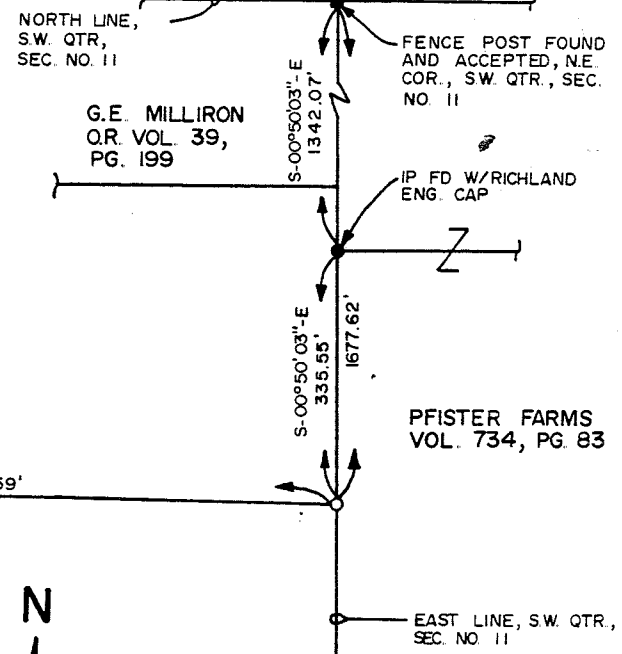 NORTH LINE,
S.W. QTR,
SEC. NO. 11
FENCE POST FOUND
AND ACCEPTED, N.E.
COR., S.W. QTR., SEC.
NO. 11
S-00°50'03"-E
1342.07'
G.E. MILLIRON
O.R. VOL. 39,
PG. 199
IP FD W/RICHLAND
ENG. CAP
S-00°50'03"-E
335.55'
1677.62'
PFISTER FARMS
VOL. 734, PG. 83
59'
N
EAST LINE, S.W. QTR.,
SEC. NO. 11